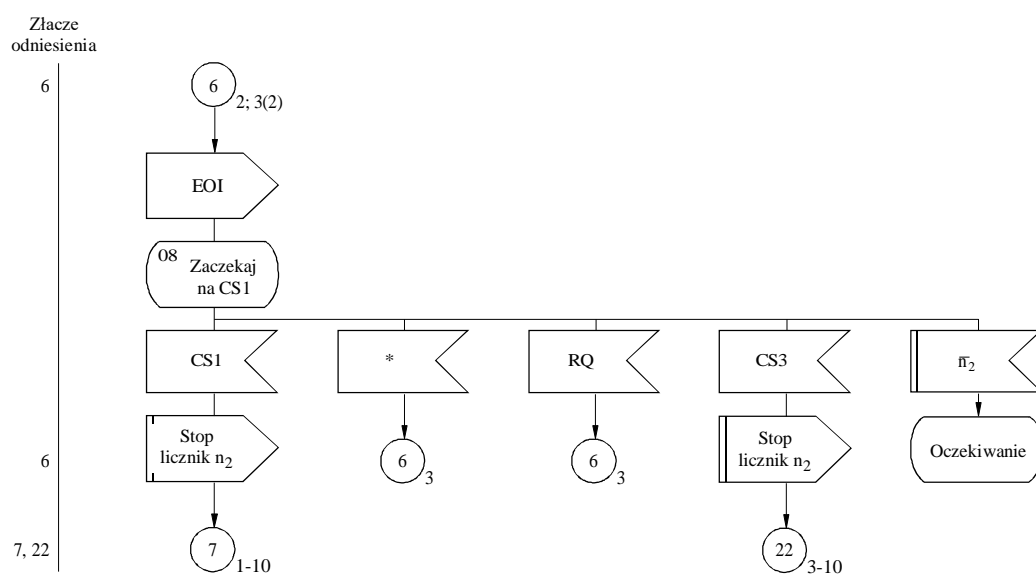 Złacze
odniesienia
6
6
2; 3(2)
EOI
08
Zaczekaj
na CS1
CS1
*
RQ
CS3
n̅₂
Stop
licznik n₂
6
3
6
3
Stop
licznik n₂
Oczekiwanie
6
7, 22
7
1-10
22
3-10